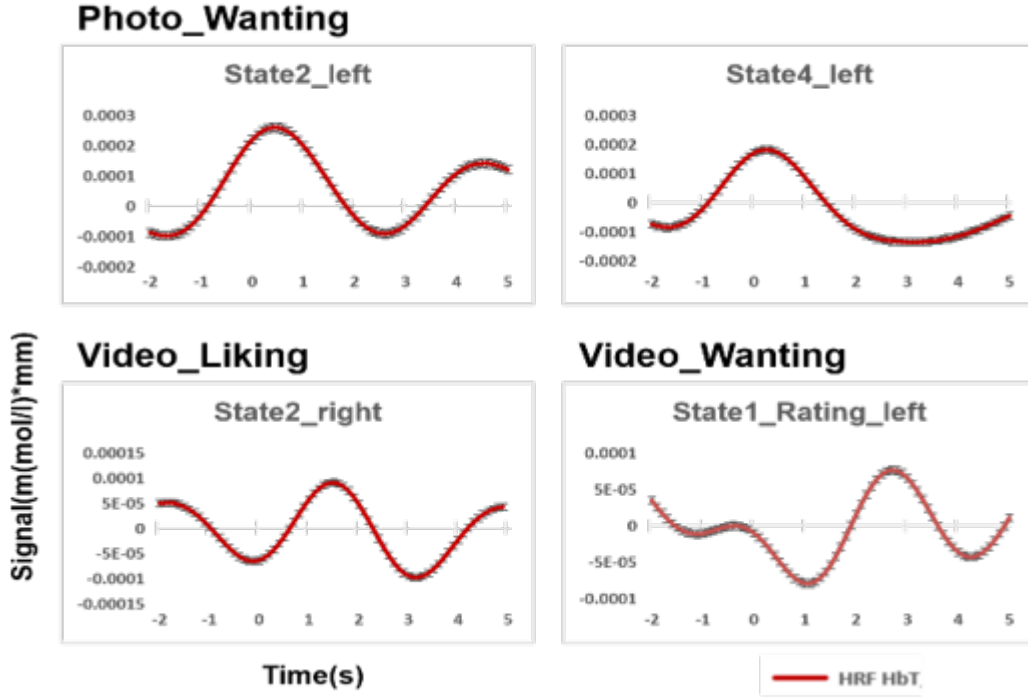 Photo_Wanting
State2_left
0.0003
0.0002
0.0001
0
-0.0001
-0.0002
-2 -1 0 1 2 3 4 5
State4_left
0.0003
0.0002
0.0001
0
-0.0001
-0.0002
-2 -1 0 1 2 3 4 5
Signal(m(mol/l)*mm)
Video_Liking
State2_right
0.00015
0.0001
5E-05
0
-5E-05
-0.0001
-0.00015
-2 -1 0 1 2 3 4 5
Video_Wanting
State1_Rating_left
0.0001
5E-05
0
-5E-05
-0.0001
-2 -1 0 1 2 3 4 5
Time(s)
HRF HbT